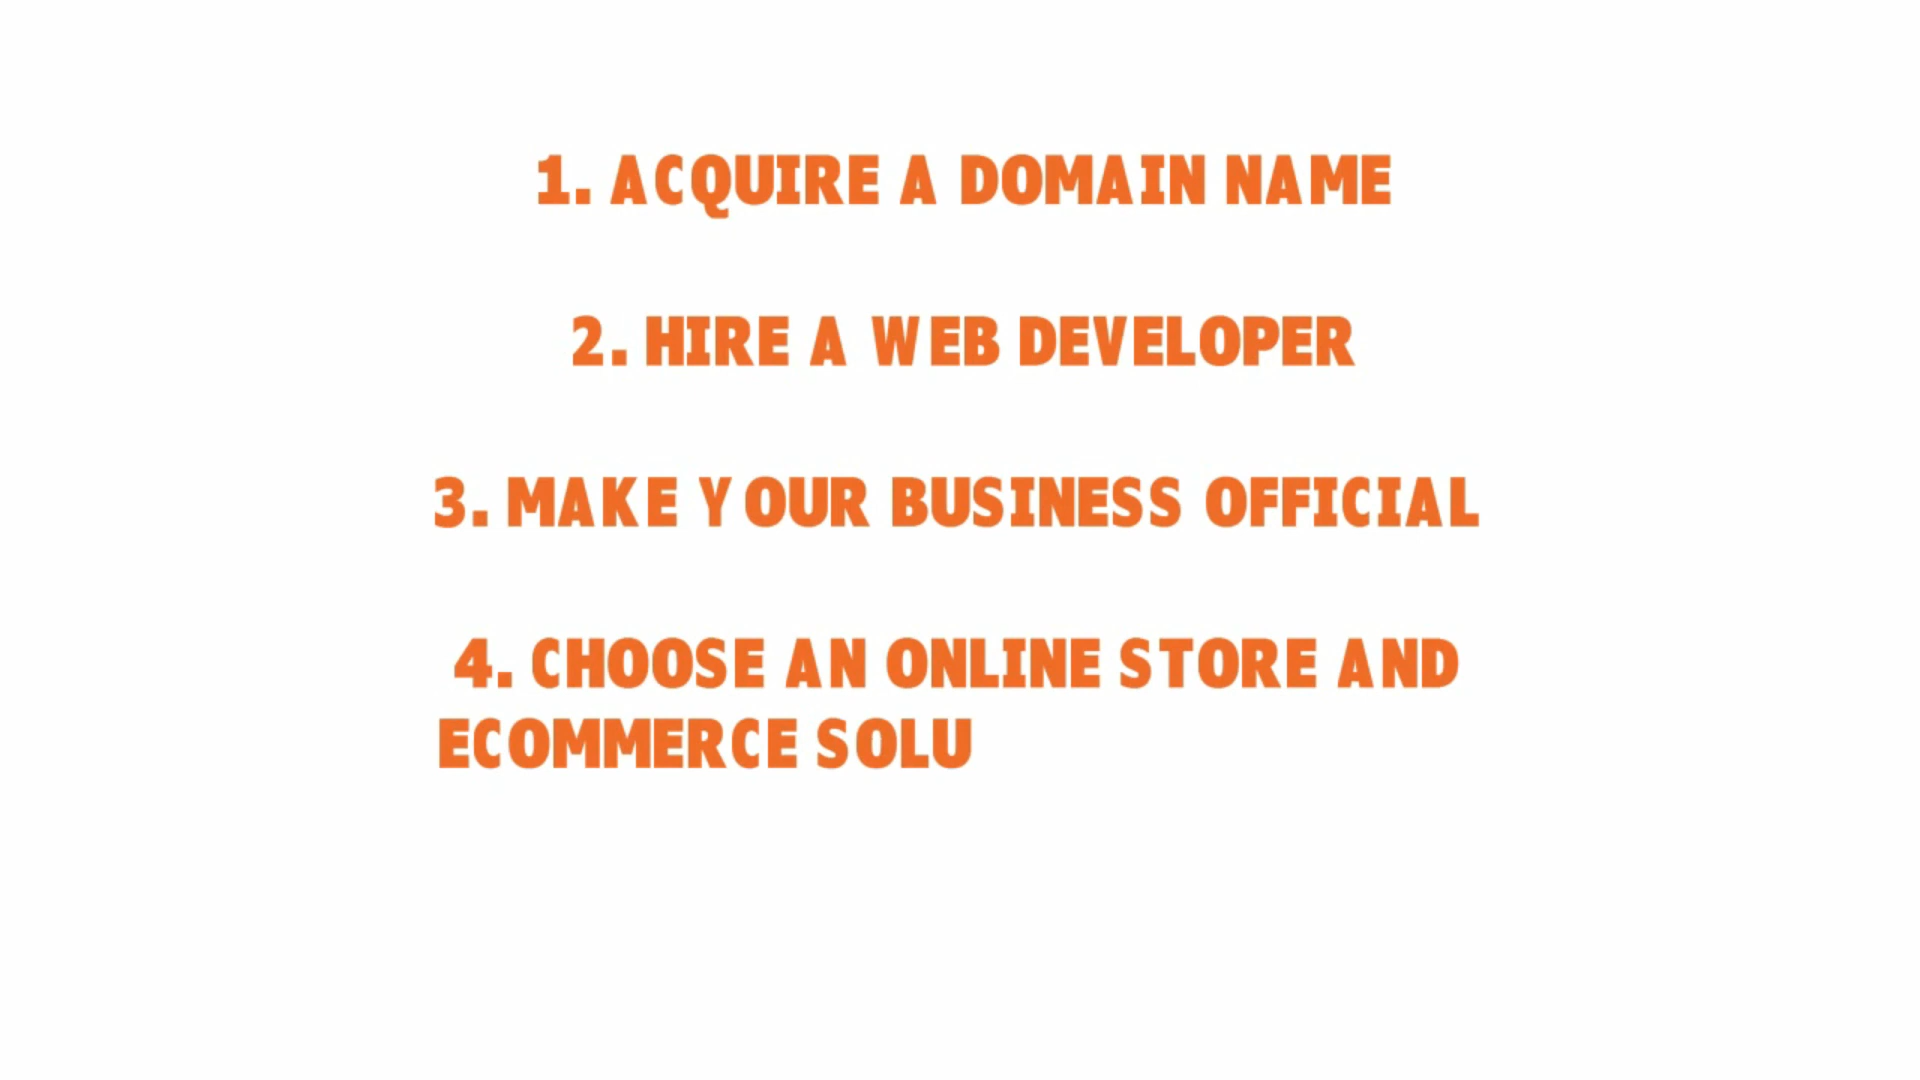 1. ACQUIRE A DOMAIN NAME
2. HIRE A WEB DEVELOPER
3. MAKE YOUR BUSINESS OFFICIAL
4. CHOOSE AN ONLINE STORE AND
ECOMMERCE SOLU